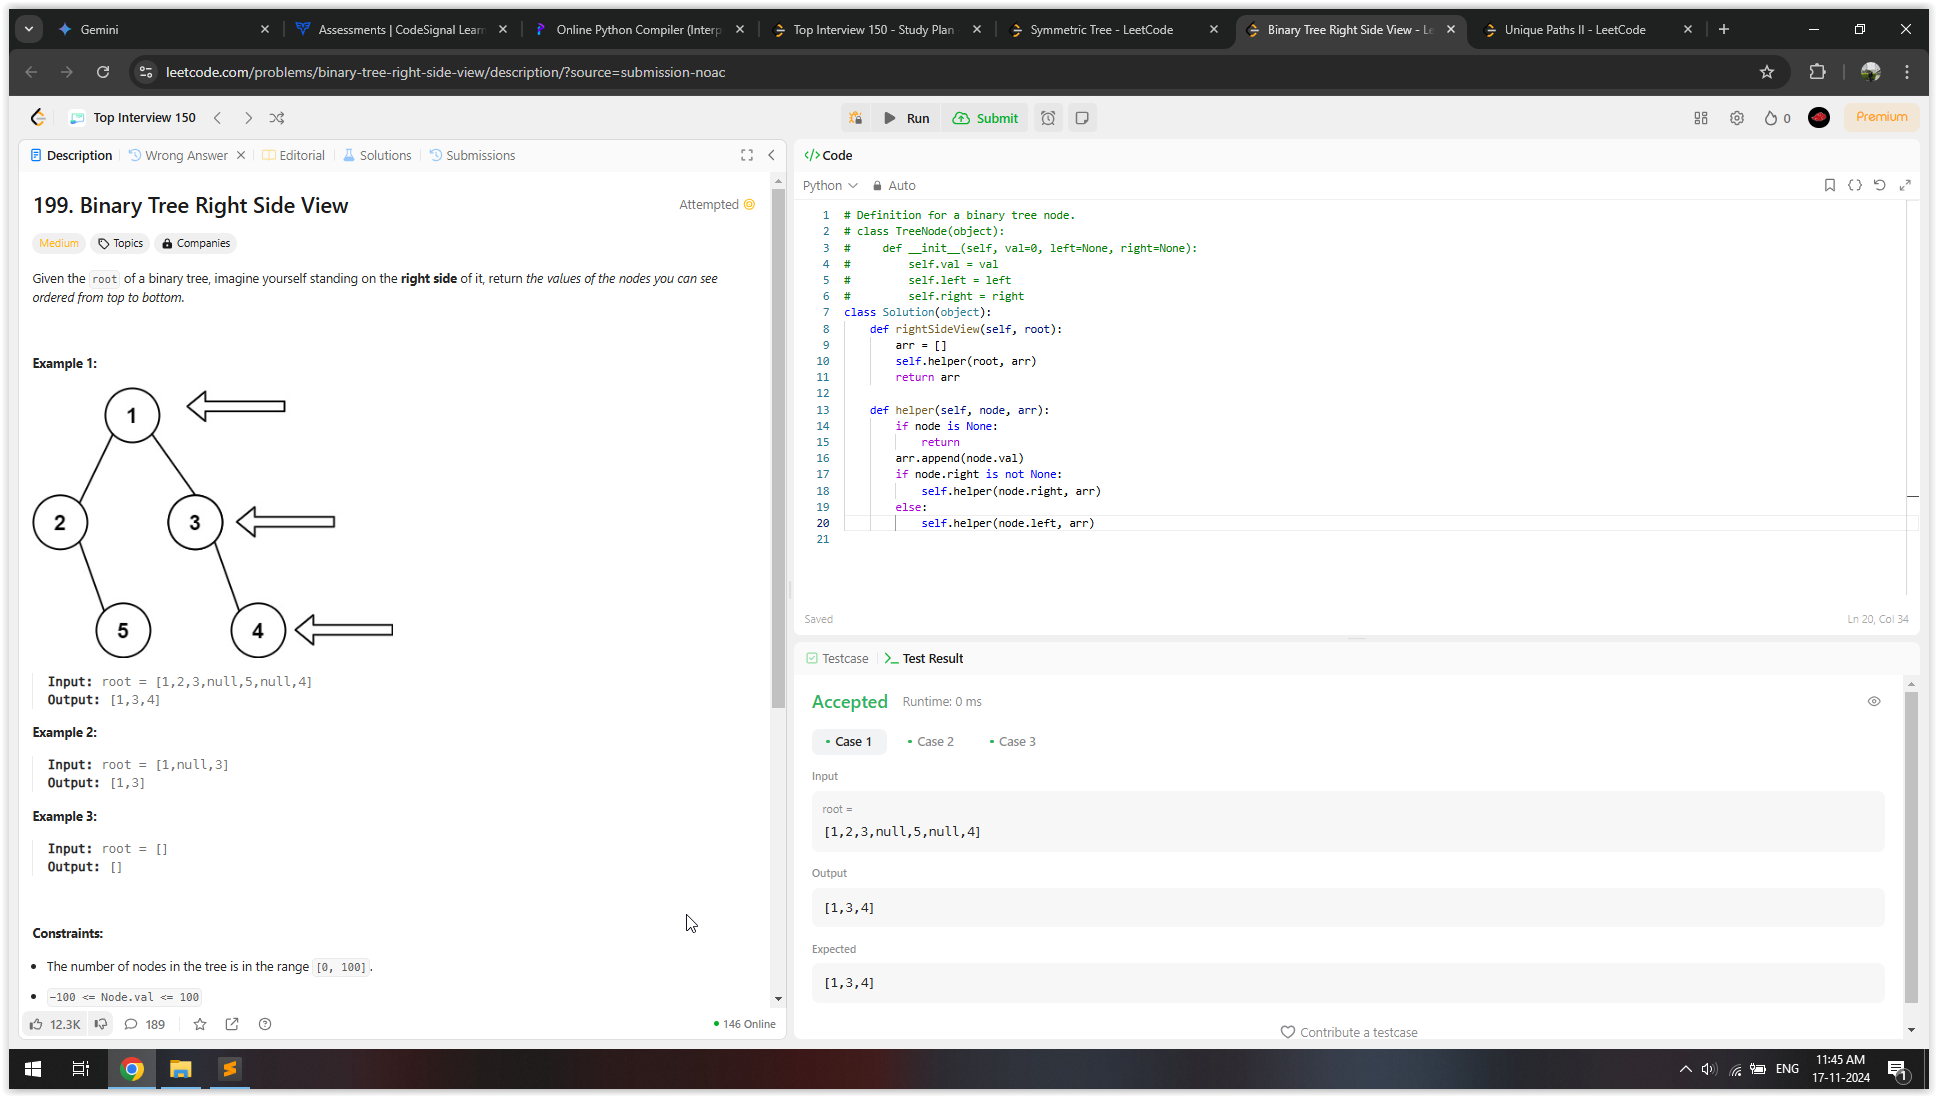 Gemini
Assessments | CodeSignal Learn
Online Python Compiler (Interp
Top Interview 150 - Study Plan
Symmetric Tree - LeetCode
Binary Tree Right Side View - Le
Unique Paths II - LeetCode
leetcode.com/problems/binary-tree-right-side-view/description/?source=submission-noac
Top Interview 150
Run
Submit
0
Premium
Description
Wrong Answer
Editorial
Solutions
Submissions
199. Binary Tree Right Side View
Attempted
Medium
Topics
Companies
Given the root of a binary tree, imagine yourself standing on the right side of it, return the values of the nodes you can see
ordered from top to bottom.
Example 1:
1
2
3
5
4
Input: root = [1,2,3,null,5,null,4]
Output: [1,3,4]
Example 2:
Input: root = [1,null,3]
Output: [1,3]
Example 3:
Input: root = []
Output: []
Constraints:
• The number of nodes in the tree is in the range [0, 100].
• -100 <= Node.val <= 100
12.3K
189
146 Online
</> Code
Python
Auto
1 # Definition for a binary tree node.
2 # class TreeNode(object):
3 #     def __init__(self, val=0, left=None, right=None):
4 #         self.val = val
5 #         self.left = left
6 #         self.right = right
7 class Solution(object):
8     def rightSideView(self, root):
9         arr = []
10         self.helper(root, arr)
11         return arr
12
13     def helper(self, node, arr):
14         if node is None:
15             return
16         arr.append(node.val)
17         if node.right is not None:
18             self.helper(node.right, arr)
19         else:
20             self.helper(node.left, arr)
21
Saved
Ln 20, Col 34
Testcase
Test Result
Accepted
Runtime: 0 ms
• Case 1
• Case 2
• Case 3
Input
root =
[1,2,3,null,5,null,4]
Output
[1,3,4]
Expected
[1,3,4]
Contribute a testcase
ENG
11:45 AM
17-11-2024
1